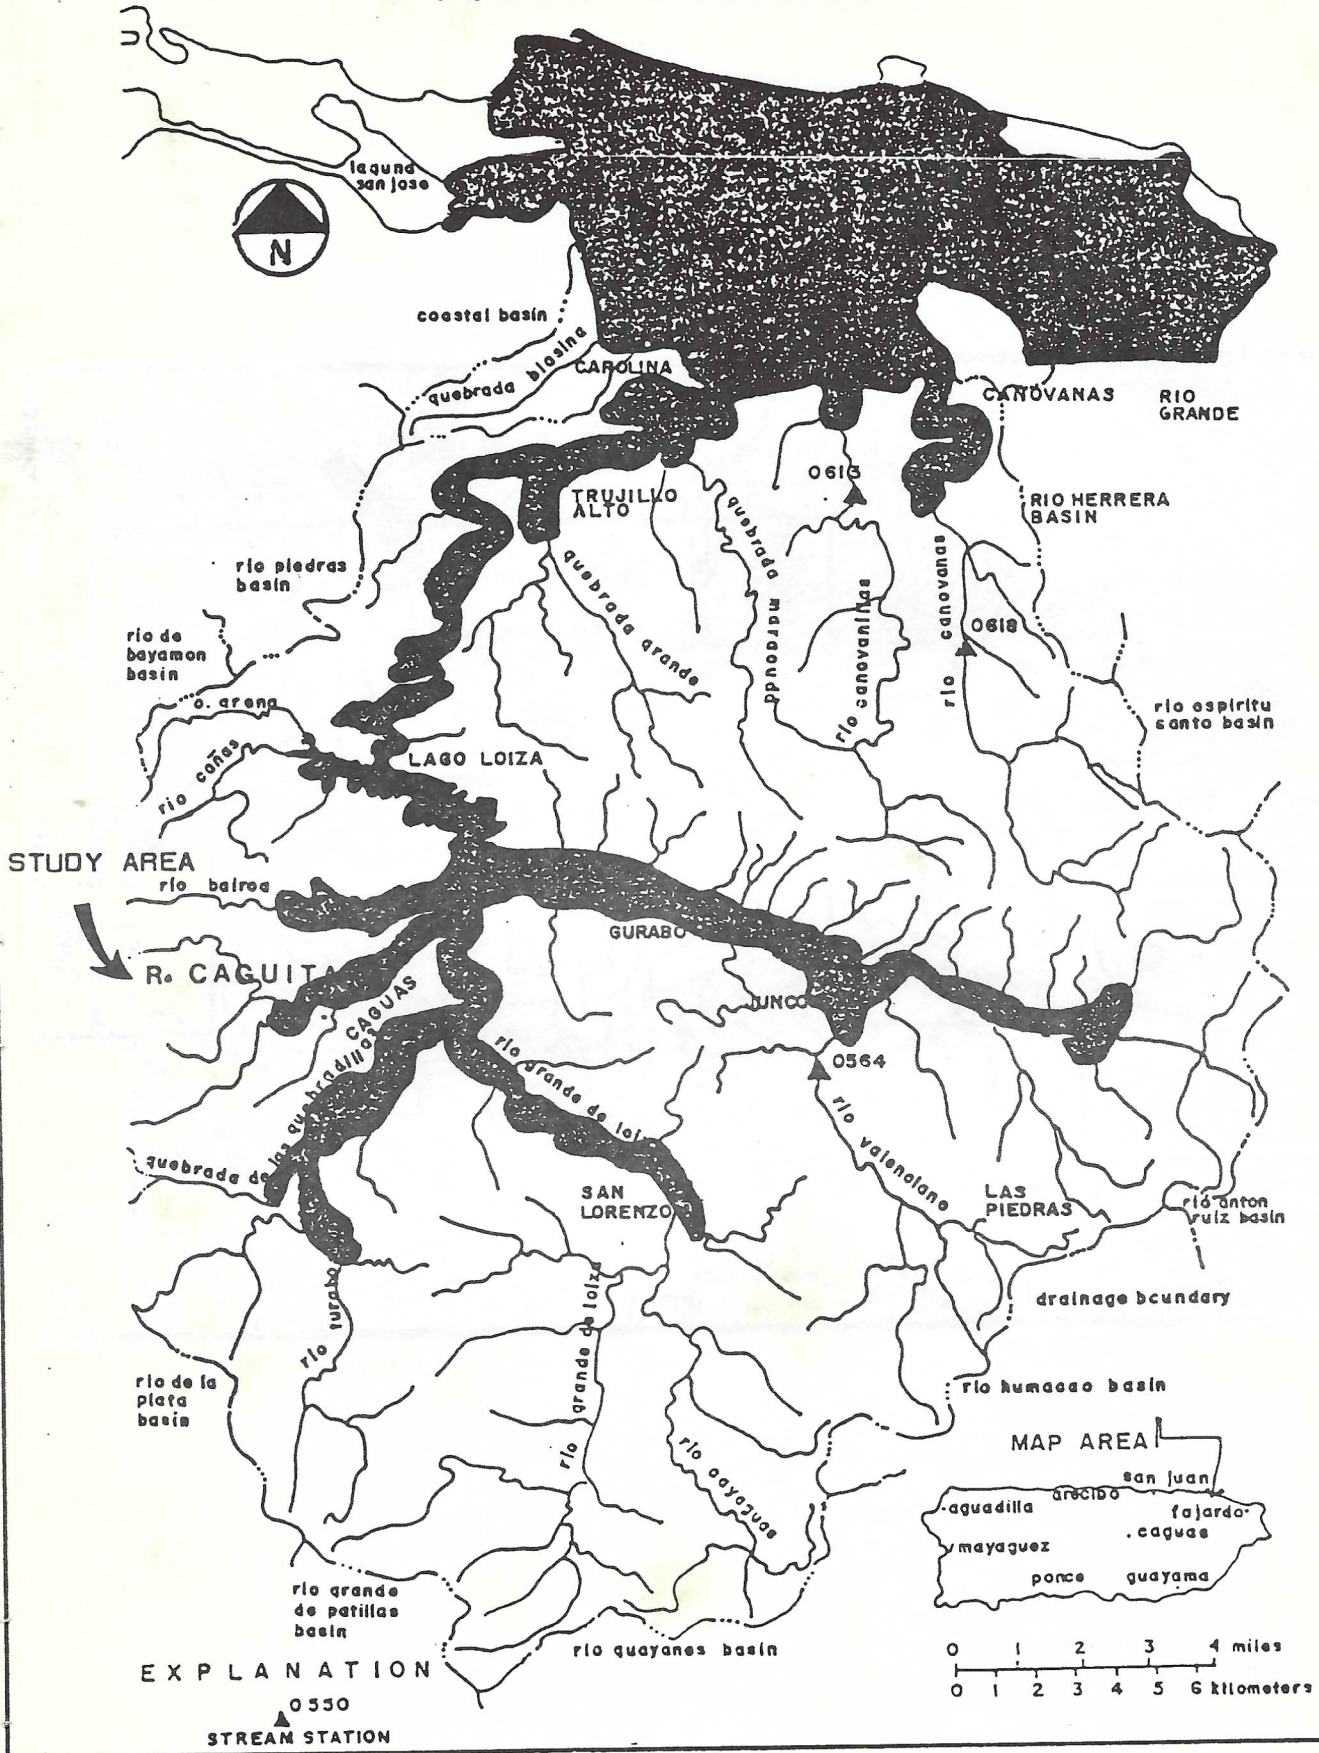 laguna
san jose
N
coastal basin
quebrada blasina
CAROLINA
CANOVANAS
RIO
GRANDE
0613
TRUJILLO
ALTO
RIO HERRERA
BASIN
quebrada maracuto
rio piedras
basin
quebrada grande
rio canovanillas
rio canovanas
0618
rio de
bayamon
basin
q. arena
rio espiritu
santo basin
rio cañas
LAGO LOIZA
STUDY AREA
rio bairoa
GURABO
R. CAGUITA
CAGUAS
JUNCO
0564
rio grande de loiz
quebrada de las quebradillas
rio valenciano
SAN
LORENZO
LAS
PIEDRAS
rio anton
ruiz basin
rio turabo
rio grande de loiza
drainage bcundary
rio de la
plata
basin
rio humacao basin
rio cayaguas
MAP AREA
san juan
arecibo
aguadilla
fajardo
caguas
mayaguez
ponce
guayama
rio grande
de patillas
basin
rio guayanes basin
0 1 2 3 4 miles
0 1 2 3 4 5 6 kilometers
EXPLANATION
0550
STREAM STATION